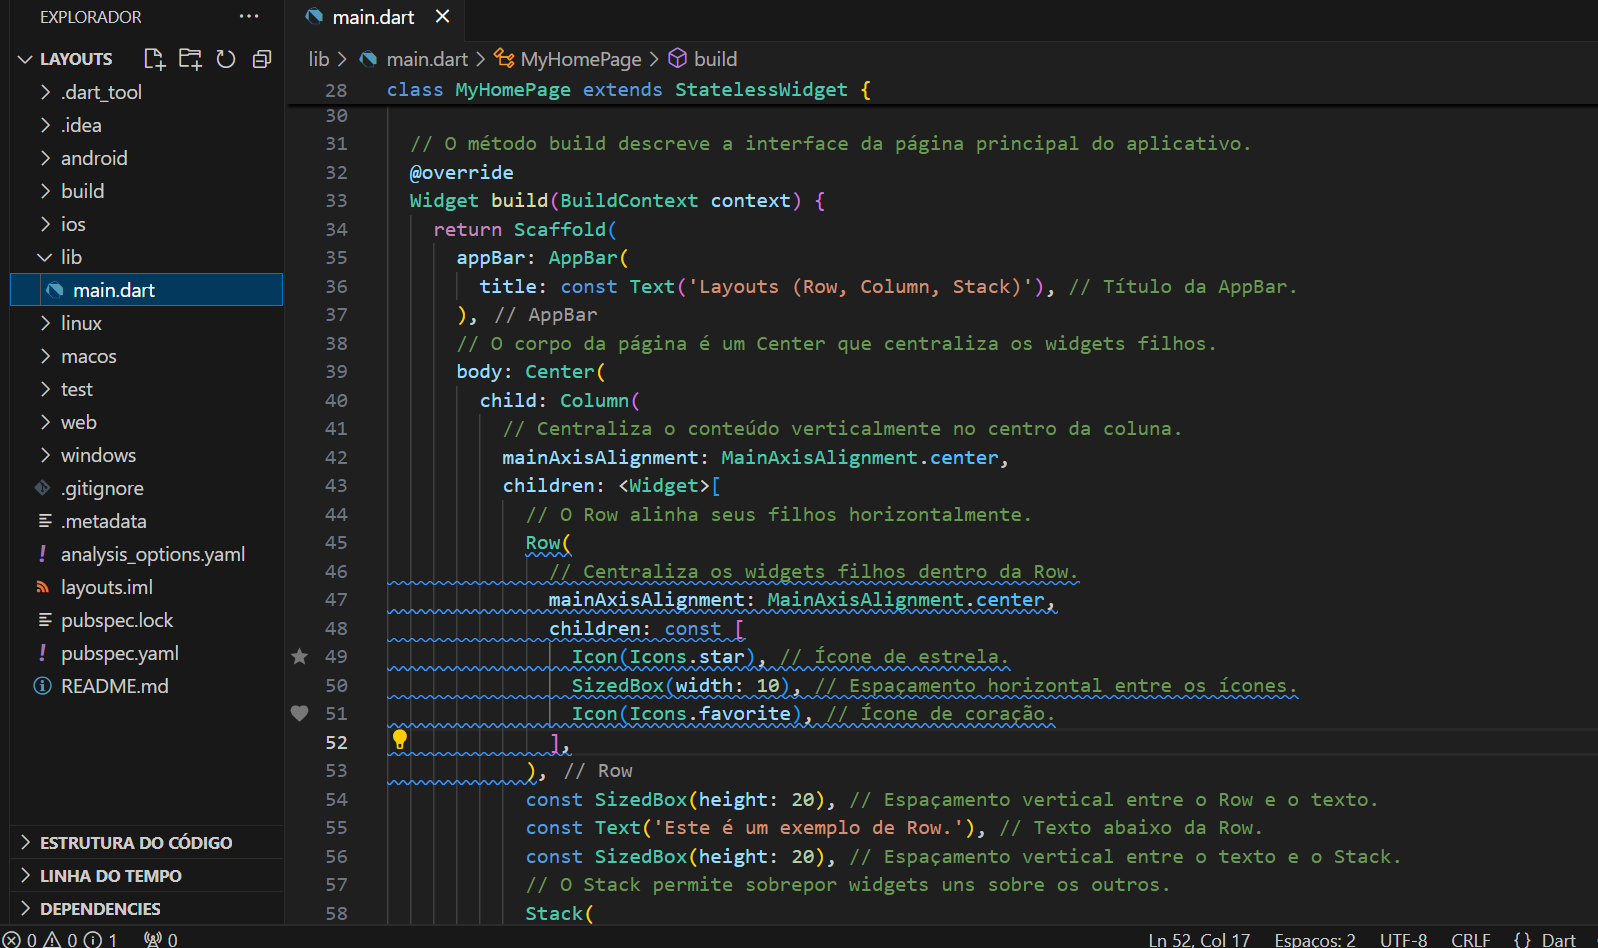 EXPLORADOR ···
LAYOUTS
.dart_tool
.idea
android
build
ios
lib
main.dart
linux
macos
test
web
windows
.gitignore
.metadata
analysis_options.yaml
layouts.iml
pubspec.lock
pubspec.yaml
README.md
ESTRUTURA DO CÓDIGO
LINHA DO TEMPO
DEPENDENCIES
main.dart
lib > main.dart > MyHomePage > build
28 class MyHomePage extends StatelessWidget {
30
31 // O método build descreve a interface da página principal do aplicativo.
32 @override
33 Widget build(BuildContext context) {
34 return Scaffold(
35 appBar: AppBar(
36 title: const Text('Layouts (Row, Column, Stack)'), // Título da AppBar.
37 ), // AppBar
38 // O corpo da página é um Center que centraliza os widgets filhos.
39 body: Center(
40 child: Column(
41 // Centraliza o conteúdo verticalmente no centro da coluna.
42 mainAxisAlignment: MainAxisAlignment.center,
43 children: <Widget>[
44 // O Row alinha seus filhos horizontalmente.
45 Row(
46 // Centraliza os widgets filhos dentro da Row.
47 mainAxisAlignment: MainAxisAlignment.center,
48 children: const [
49 Icon(Icons.star), // Ícone de estrela.
50 SizedBox(width: 10), // Espaçamento horizontal entre os ícones.
51 Icon(Icons.favorite), // Ícone de coração.
52 ],
53 ), // Row
54 const SizedBox(height: 20), // Espaçamento vertical entre o Row e o texto.
55 const Text('Este é um exemplo de Row.'), // Texto abaixo da Row.
56 const SizedBox(height: 20), // Espaçamento vertical entre o texto e o Stack.
57 // O Stack permite sobrepor widgets uns sobre os outros.
58 Stack(
0 0 1 0 Ln 52, Col 17 Espaços: 2 UTF-8 CRLF {} Dart